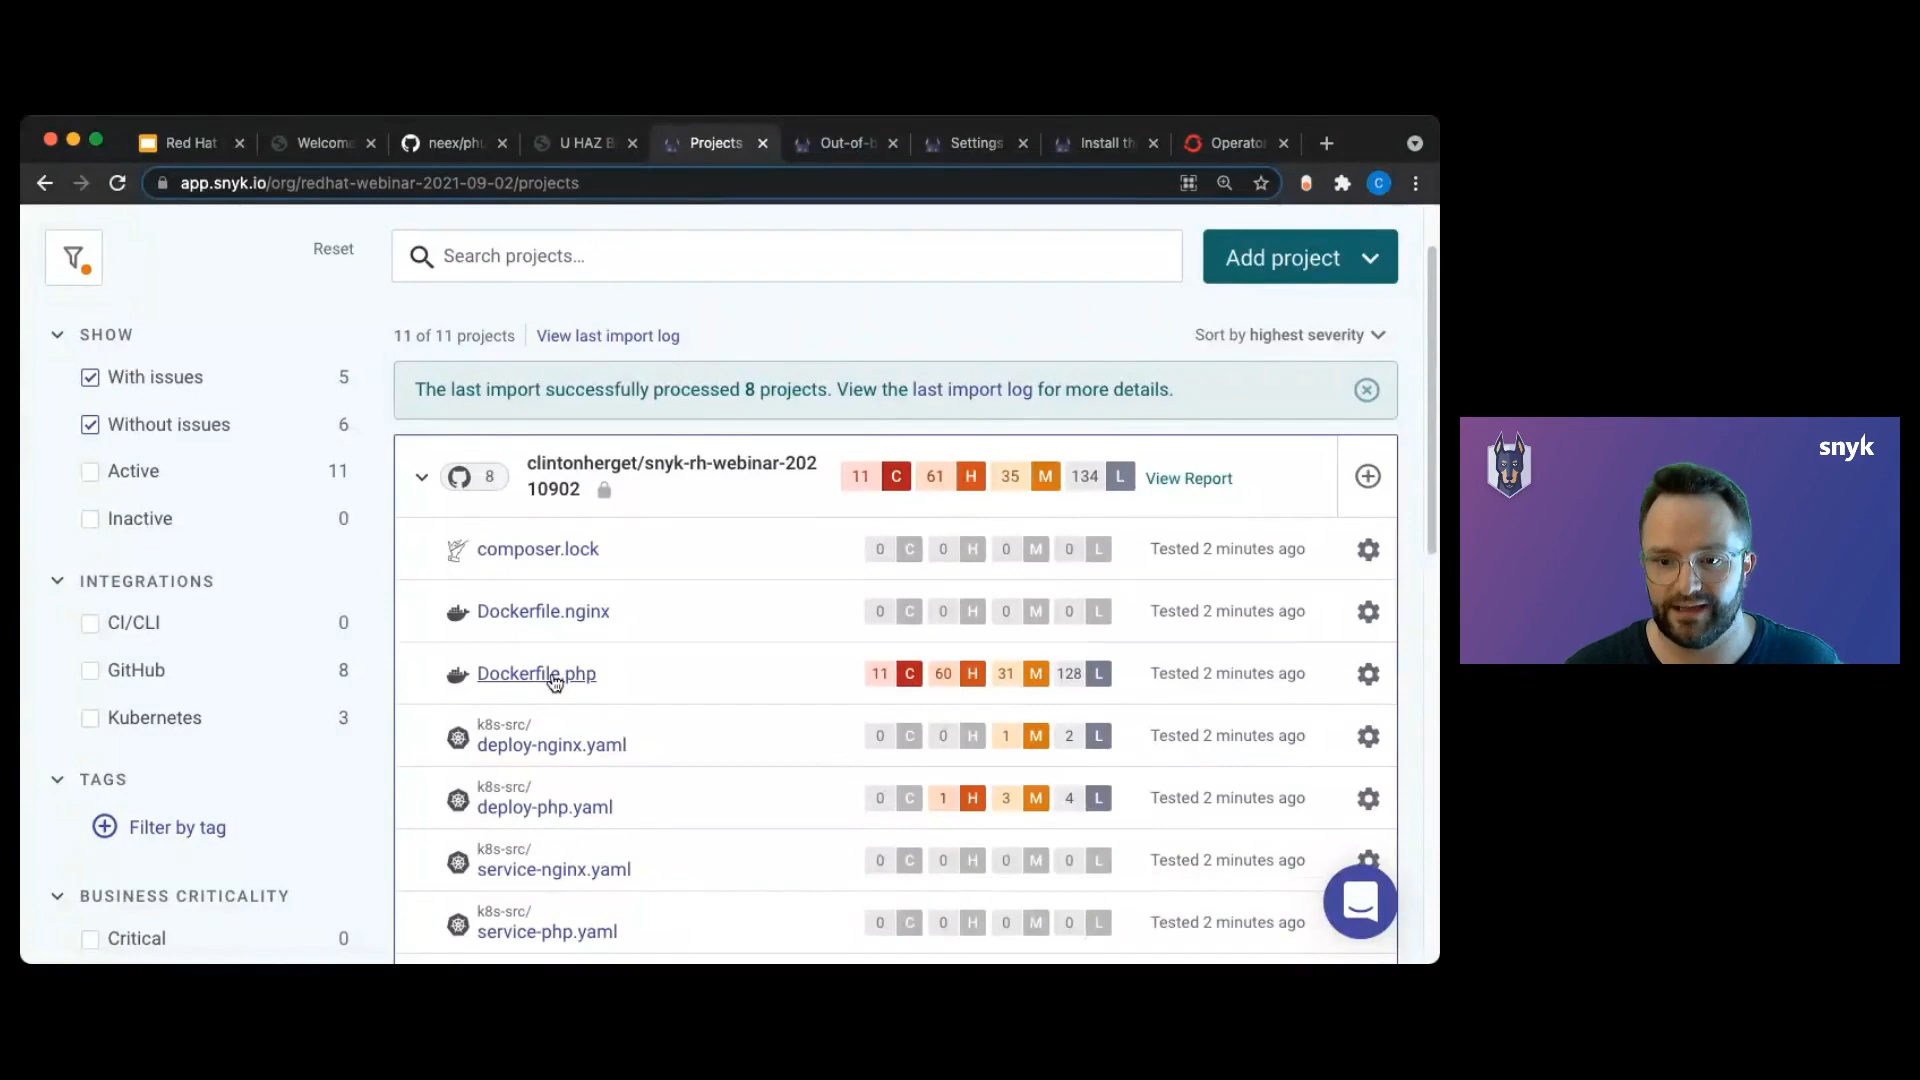 Red Hat
Welcom
neex/phu
U HAZ B
Projects
Out-of-b
Settings
Install th
Operator
app.snyk.io/org/redhat-webinar-2021-09-02/projects
C
Reset
Search projects...
Add project
SHOW
With issues 5
Without issues 6
Active 11
Inactive 0
INTEGRATIONS
CI/CLI 0
GitHub 8
Kubernetes 3
TAGS
Filter by tag
BUSINESS CRITICALITY
Critical 0
11 of 11 projects View last import log
Sort by highest severity
The last import successfully processed 8 projects. View the last import log for more details.
8
clintonherget/snyk-rh-webinar-202
10902
11 C 61 H 35 M 134 L View Report
composer.lock 0 C 0 H 0 M 0 L Tested 2 minutes ago
Dockerfile.nginx 0 C 0 H 0 M 0 L Tested 2 minutes ago
Dockerfile.php 11 C 60 H 31 M 128 L Tested 2 minutes ago
k8s-src/
deploy-nginx.yaml 0 C 0 H 1 M 2 L Tested 2 minutes ago
k8s-src/
deploy-php.yaml 0 C 1 H 3 M 4 L Tested 2 minutes ago
k8s-src/
service-nginx.yaml 0 C 0 H 0 M 0 L Tested 2 minutes ago
k8s-src/
service-php.yaml 0 C 0 H 0 M 0 L Tested 2 minutes ago
snyk